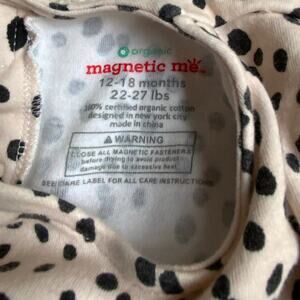 organic
magnetic me™
12-18 months
22-27 lbs
100% certified organic cotton
designed in new york city
made in china
⚠ WARNING
CLOSE ALL MAGNETIC FASTENERS
before drying to avoid product
damage due to excessive heat.
SEE CARE LABEL FOR ALL CARE INSTRUCTIONS